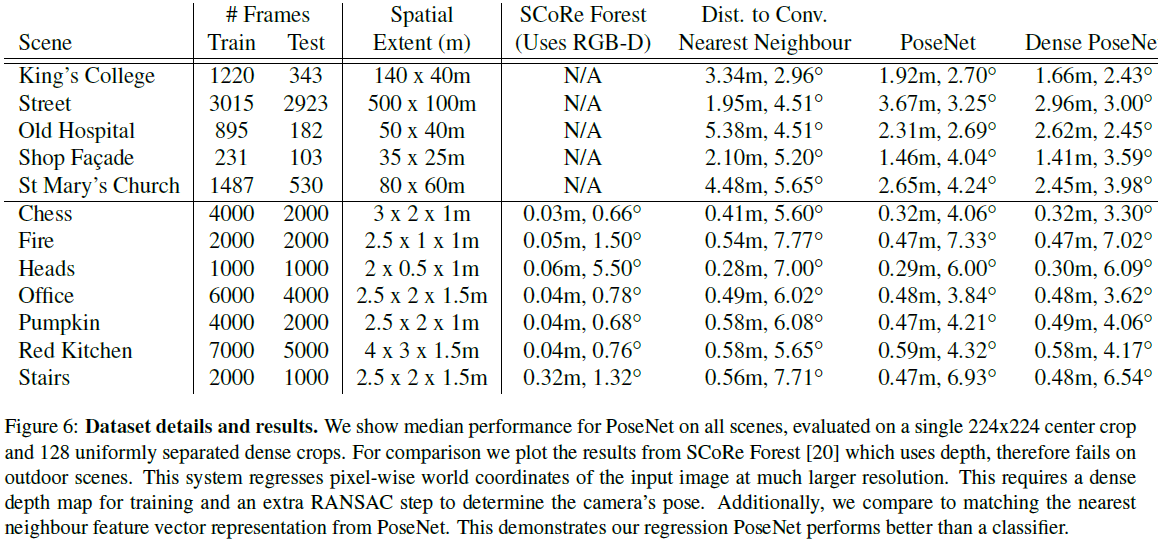 # Frames Spatial SCoRe Forest Dist. to Conv.
Scene Train Test Extent (m) (Uses RGB-D) Nearest Neighbour PoseNet Dense PoseNe
King's College 1220 343 140 x 40m N/A 3.34m, 2.96° 1.92m, 2.70° 1.66m, 2.43°
Street 3015 2923 500 x 100m N/A 1.95m, 4.51° 3.67m, 3.25° 2.96m, 3.00°
Old Hospital 895 182 50 x 40m N/A 5.38m, 4.51° 2.31m, 2.69° 2.62m, 2.45°
Shop Façade 231 103 35 x 25m N/A 2.10m, 5.20° 1.46m, 4.04° 1.41m, 3.59°
St Mary's Church 1487 530 80 x 60m N/A 4.48m, 5.65° 2.65m, 4.24° 2.45m, 3.98°
Chess 4000 2000 3 x 2 x 1m 0.03m, 0.66° 0.41m, 5.60° 0.32m, 4.06° 0.32m, 3.30°
Fire 2000 2000 2.5 x 1 x 1m 0.05m, 1.50° 0.54m, 7.77° 0.47m, 7.33° 0.47m, 7.02°
Heads 1000 1000 2 x 0.5 x 1m 0.06m, 5.50° 0.28m, 7.00° 0.29m, 6.00° 0.30m, 6.09°
Office 6000 4000 2.5 x 2 x 1.5m 0.04m, 0.78° 0.49m, 6.02° 0.48m, 3.84° 0.48m, 3.62°
Pumpkin 4000 2000 2.5 x 2 x 1m 0.04m, 0.68° 0.58m, 6.08° 0.47m, 4.21° 0.49m, 4.06°
Red Kitchen 7000 5000 4 x 3 x 1.5m 0.04m, 0.76° 0.58m, 5.65° 0.59m, 4.32° 0.58m, 4.17°
Stairs 2000 1000 2.5 x 2 x 1.5m 0.32m, 1.32° 0.56m, 7.71° 0.47m, 6.93° 0.48m, 6.54°
Figure 6: Dataset details and results. We show median performance for PoseNet on all scenes, evaluated on a single 224x224 center crop
and 128 uniformly separated dense crops. For comparison we plot the results from SCoRe Forest [20] which uses depth, therefore fails on
outdoor scenes. This system regresses pixel-wise world coordinates of the input image at much larger resolution. This requires a dense
depth map for training and an extra RANSAC step to determine the camera's pose. Additionally, we compare to matching the nearest
neighbour feature vector representation from PoseNet. This demonstrates our regression PoseNet performs better than a classifier.